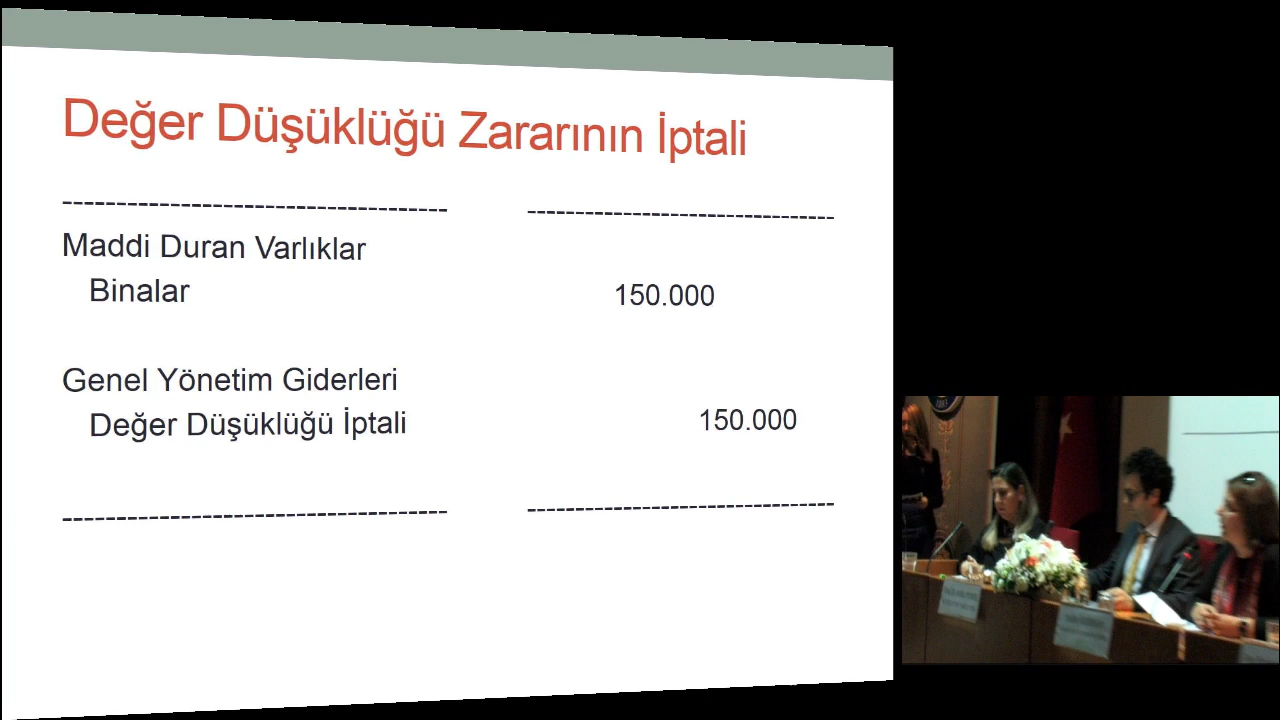 Değer Düşüklüğü Zararının İptali
Maddi Duran Varlıklar
Binalar 150.000
Genel Yönetim Giderleri
Değer Düşüklüğü İptali 150.000